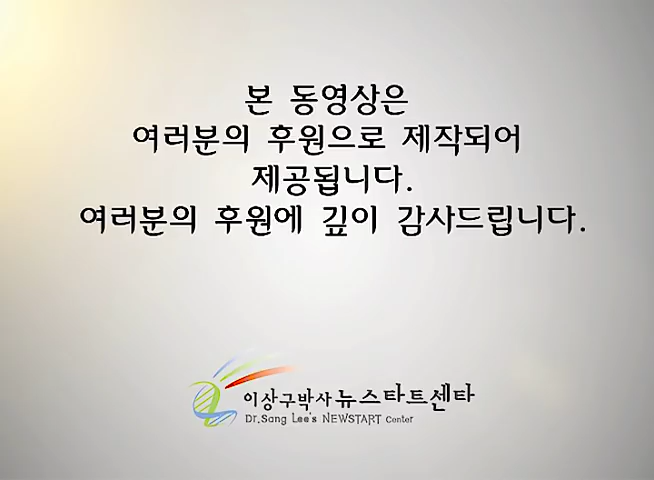 본 동영상은
여러분의 후원으로 제작되어
제공됩니다.
여러분의 후원에 깊이 감사드립니다.
이상구박사 뉴스타트센타
Dr.Sang Lee's NEWSTART Center